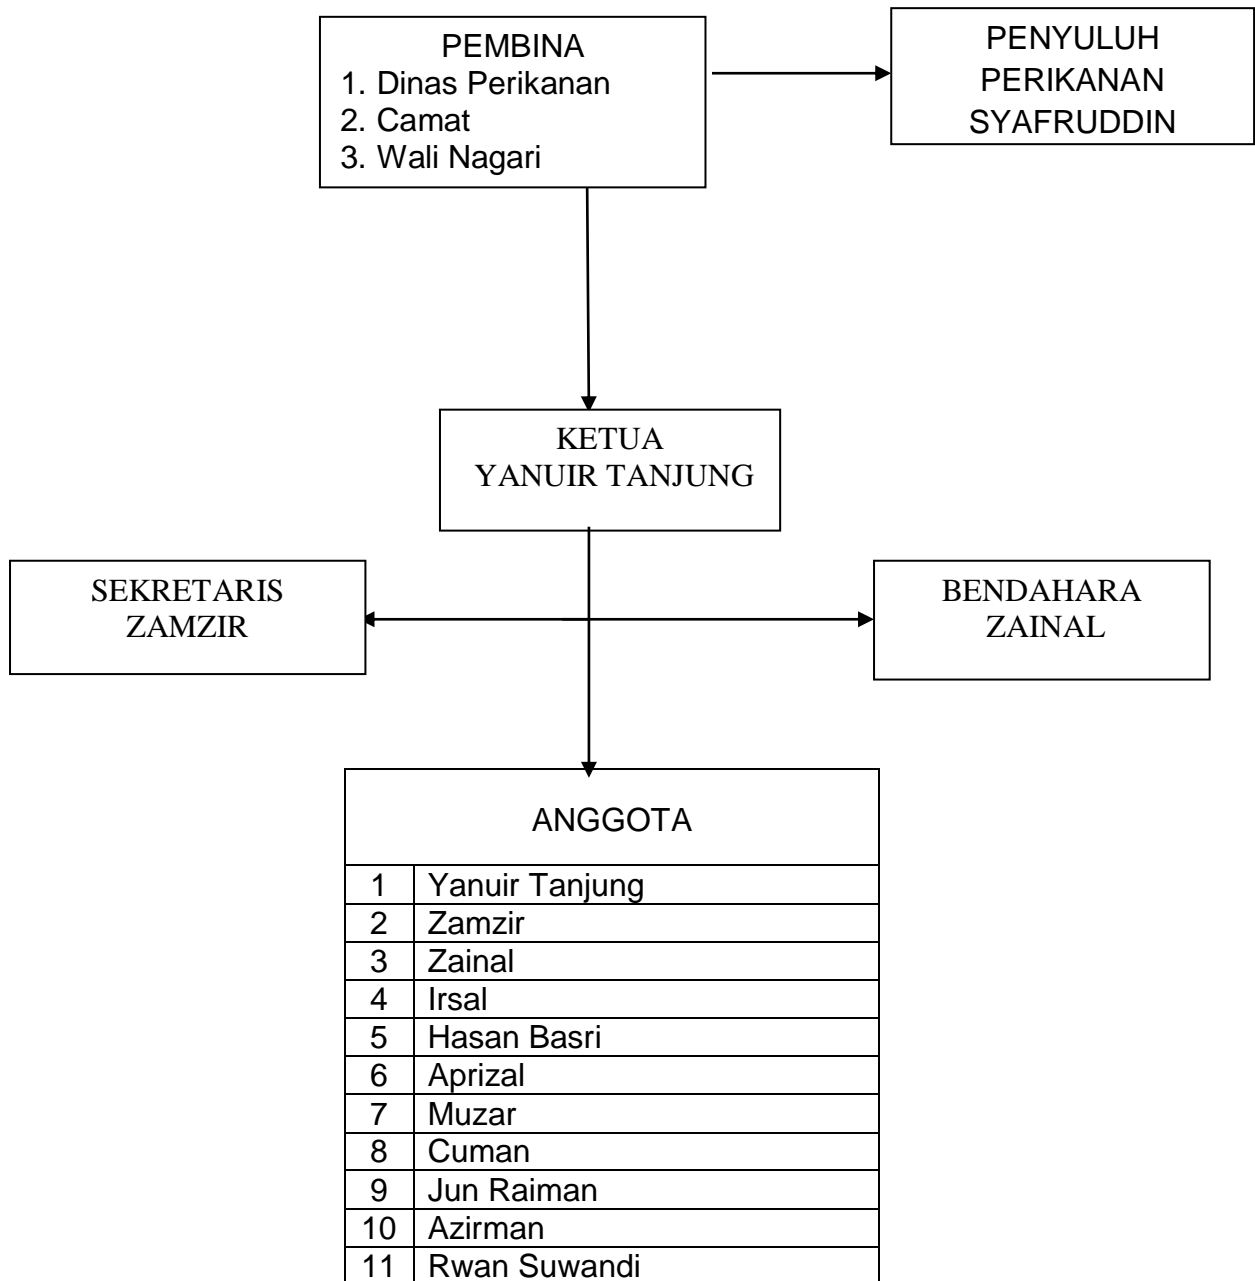 PEMBINA
1. Dinas Perikanan
2. Camat
3. Wali Nagari
PENYULUH
PERIKANAN
SYAFRUDDIN
KETUA
YANUIR TANJUNG
SEKRETARIS
ZAMZIR
BENDAHARA
ZAINAL
ANGGOTA
1 Yanuir Tanjung
2 Zamzir
3 Zainal
4 Irsal
5 Hasan Basri
6 Aprizal
7 Muzar
8 Cuman
9 Jun Raiman
10 Azirman
11 Rwan Suwandi